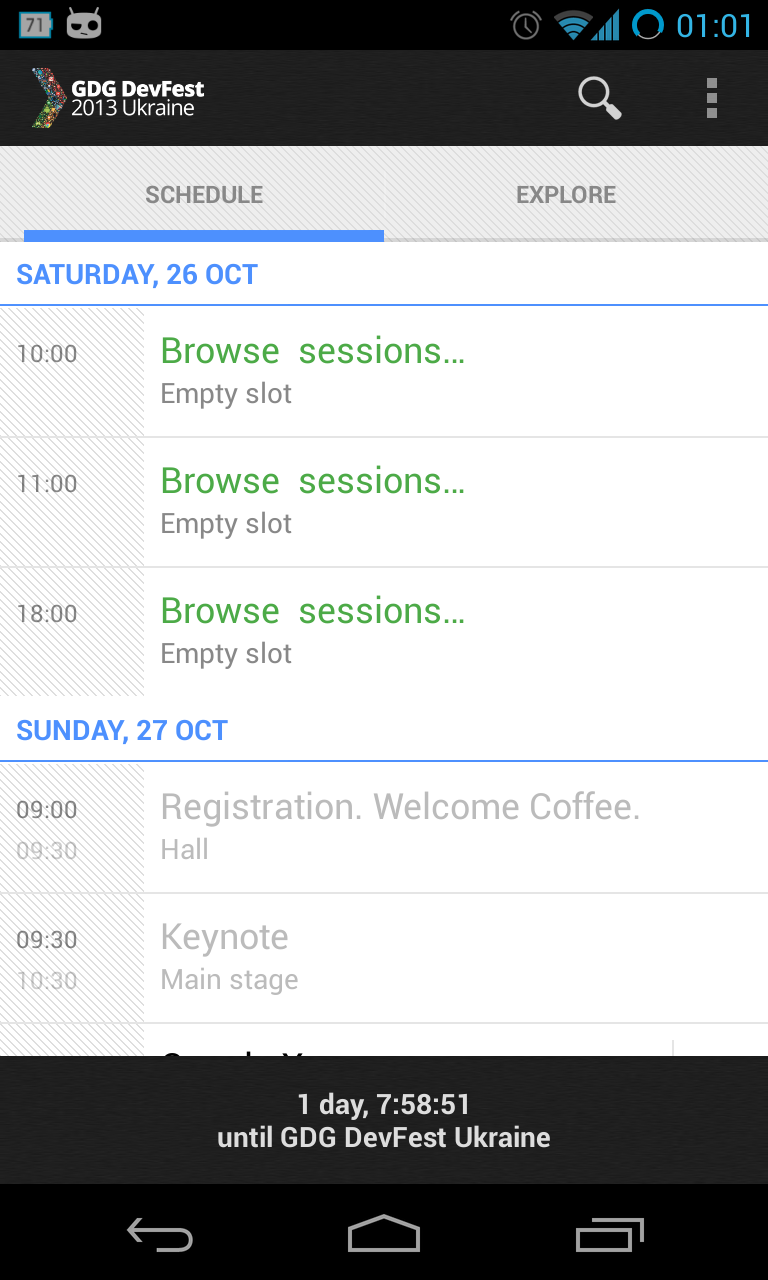 71
01:01
GDG DevFest
2013 Ukraine
SCHEDULE
EXPLORE
SATURDAY, 26 OCT
10:00
Browse sessions...
Empty slot
11:00
Browse sessions...
Empty slot
18:00
Browse sessions...
Empty slot
SUNDAY, 27 OCT
09:00
Registration. Welcome Coffee.
09:30
Hall
09:30
Keynote
10:30
Main stage
1 day, 7:58:51
until GDG DevFest Ukraine